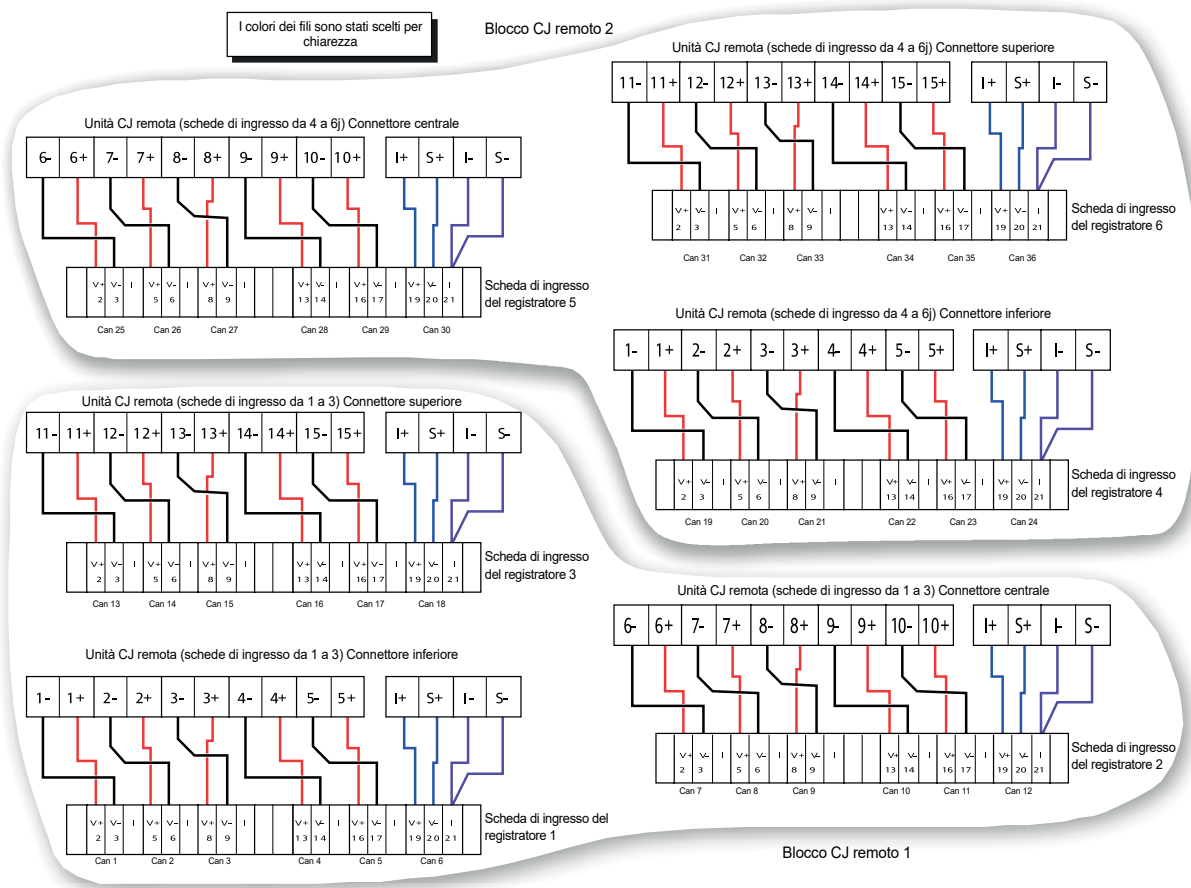 I colori dei fili sono stati scelti per
chiarezza
Blocco CJ remoto 2
Unità CJ remota (schede di ingresso da 4 a 6j) Connettore superiore
11- 11+ 12- 12+ 13- 13+ 14- 14+ 15- 15+ I+ S+ I- S-
V+ V- I V+ V- I V+ V- I V+ V- I V+ V- I V+ V- I
2 3 5 6 8 9 13 14 16 17 19 20 21
Scheda di ingresso
del registratore 6
Can 31 Can 32 Can 33 Can 34 Can 35 Can 36
Unità CJ remota (schede di ingresso da 4 a 6j) Connettore centrale
6- 6+ 7- 7+ 8- 8+ 9- 9+ 10- 10+ I+ S+ I- S-
V+ V- I V+ V- I V+ V- I V+ V- I V+ V- I V+ V- I
2 3 5 6 8 9 13 14 16 17 19 20 21
Scheda di ingresso
del registratore 5
Can 25 Can 26 Can 27 Can 28 Can 29 Can 30
Unità CJ remota (schede di ingresso da 4 a 6j) Connettore inferiore
1- 1+ 2- 2+ 3- 3+ 4- 4+ 5- 5+ I+ S+ I- S-
V+ V- I V+ V- I V+ V- I V+ V- I V+ V- I V+ V- I
2 3 5 6 8 9 13 14 16 17 19 20 21
Scheda di ingresso
del registratore 4
Can 19 Can 20 Can 21 Can 22 Can 23 Can 24
Unità CJ remota (schede di ingresso da 1 a 3) Connettore superiore
11- 11+ 12- 12+ 13- 13+ 14- 14+ 15- 15+ I+ S+ I- S-
V+ V- I V+ V- I V+ V- I V+ V- I V+ V- I V+ V- I
2 3 5 6 8 9 13 14 16 17 19 20 21
Scheda di ingresso
del registratore 3
Can 13 Can 14 Can 15 Can 16 Can 17 Can 18
Unità CJ remota (schede di ingresso da 1 a 3) Connettore centrale
6- 6+ 7- 7+ 8- 8+ 9- 9+ 10- 10+ I+ S+ I- S-
V+ V- I V+ V- I V+ V- I V+ V- I V+ V- I V+ V- I
2 3 5 6 8 9 13 14 16 17 19 20 21
Scheda di ingresso
del registratore 2
Can 7 Can 8 Can 9 Can 10 Can 11 Can 12
Unità CJ remota (schede di ingresso da 1 a 3) Connettore inferiore
1- 1+ 2- 2+ 3- 3+ 4- 4+ 5- 5+ I+ S+ I- S-
V+ V- I V+ V- I V+ V- I V+ V- I V+ V- I V+ V- I
2 3 5 6 8 9 13 14 16 17 19 20 21
Scheda di ingresso del
registratore 1
Can 1 Can 2 Can 3 Can 4 Can 5 Can 6
Blocco CJ remoto 1